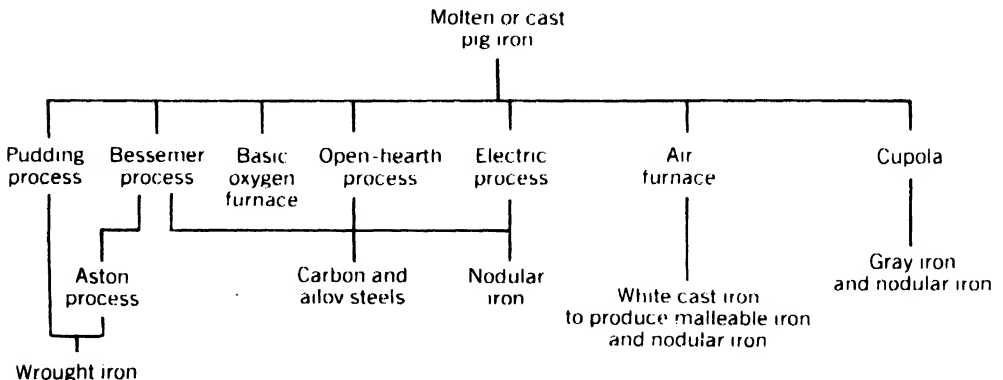 Molten or cast
pig iron
Pudding
process
Bessemer
process
Basic
oxygen
furnace
Open-hearth
process
Electric
process
Air
furnace
Cupola
Aston
process
Carbon and
alloy steels
Nodular
iron
White cast iron
to produce malleable iron
and nodular iron
Gray iron
and nodular iron
Wrought iron